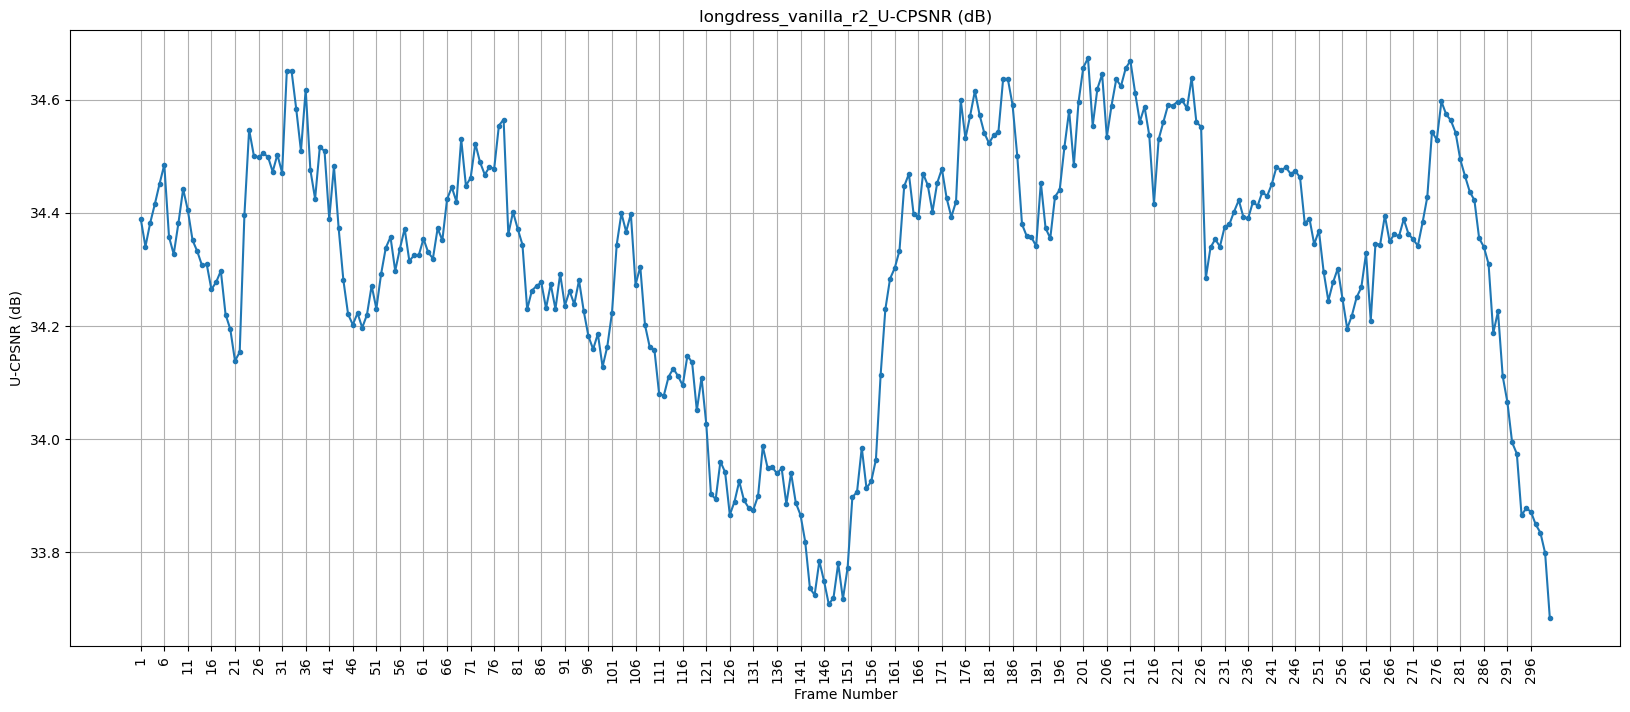 longdress_vanilla_r2_U-CPSNR (dB)
U-CPSNR (dB)
34.6
34.4
34.2
34.0
33.8
1 6 11 16 21 26 31 36 41 46 51 56 61 66 71 76 81 86 91 96 101 106 111 116 121 126 131 136 141 146 151 156 161 166 171 176 181 186 191 196 201 206 211 216 221 226 231 236 241 246 251 256 261 266 271 276 281 286 291 296
Frame Number